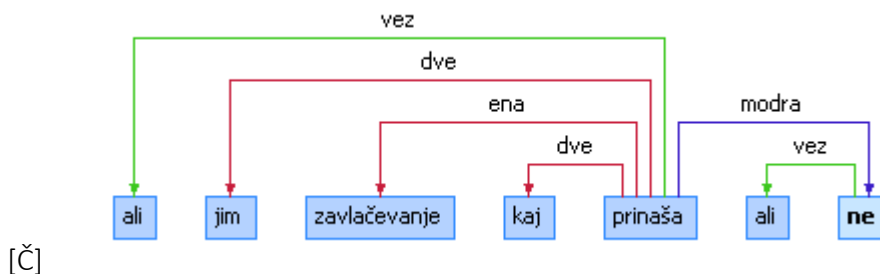 vez
dve
ena modra
dve vez
ali jim zavlačevanje kaj prinaša ali ne
[Č]